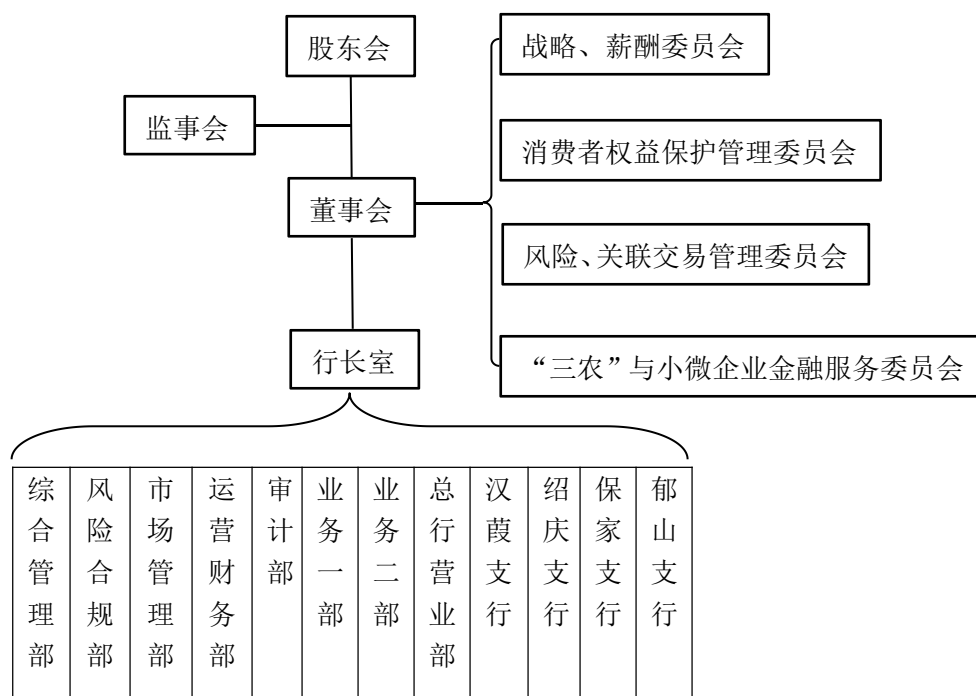 股东会
战略、薪酬委员会
监事会
消费者权益保护管理委员会
董事会
风险、关联交易管理委员会
行长室
“三农”与小微企业金融服务委员会
综合管理部
风险合规部
市场管理部
运营财务部
审计部
业务一部
业务二部
总行营业部
汉葭支行
绍庆支行
保家支行
郁山支行